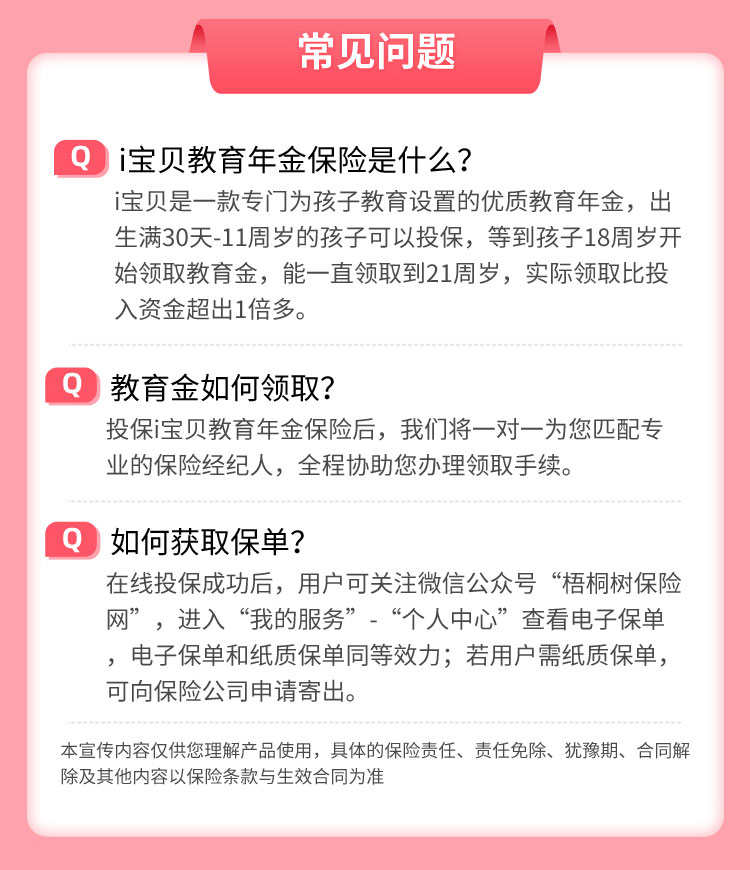 常见问题
Q i宝贝教育年金保险是什么？
i宝贝是一款专门为孩子教育设置的优质教育年金，出
生满30天-11周岁的孩子可以投保，等到孩子18周岁开
始领取教育金，能一直领取到21周岁，实际领取比投
入资金超出1倍多。
Q 教育金如何领取？
投保i宝贝教育年金保险后，我们将一对一为您匹配专
业的保险经纪人，全程协助您办理领取手续。
Q 如何获取保单？
在线投保成功后，用户可关注微信公众号“梧桐树保险
网”，进入“我的服务”-“个人中心”查看电子保单
，电子保单和纸质保单同等效力；若用户需纸质保单，
可向保险公司申请寄出。
本宣传内容仅供您理解产品使用，具体的保险责任、责任免除、犹豫期、合同解
除及其他内容以保险条款与生效合同为准